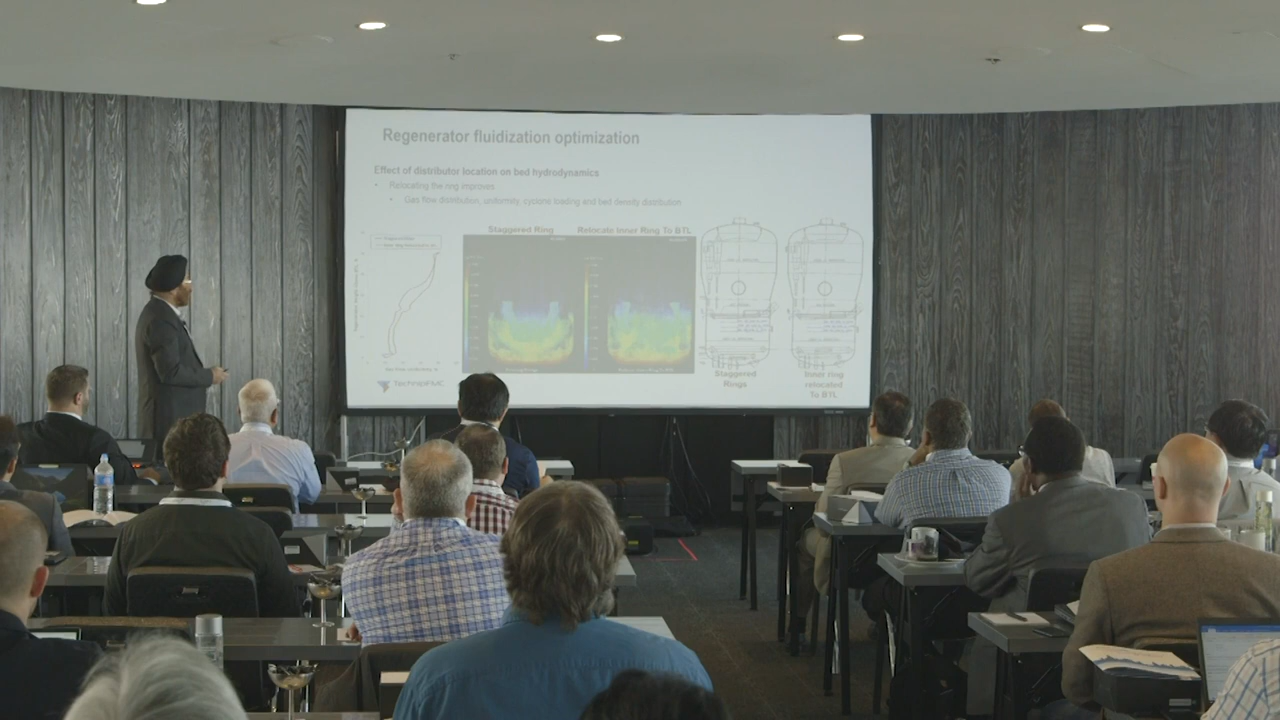 Regenerator fluidization optimization
Effect of distributor location on bed hydrodynamics
Relocating the ring improves
Gas flow distribution, uniformity, cyclone loading and bed density distribution
Staggered Ring
Relocate Inner Ring To BTL
Staggered
Rings
Inner ring
relocated
To BTL
TechnipFMC